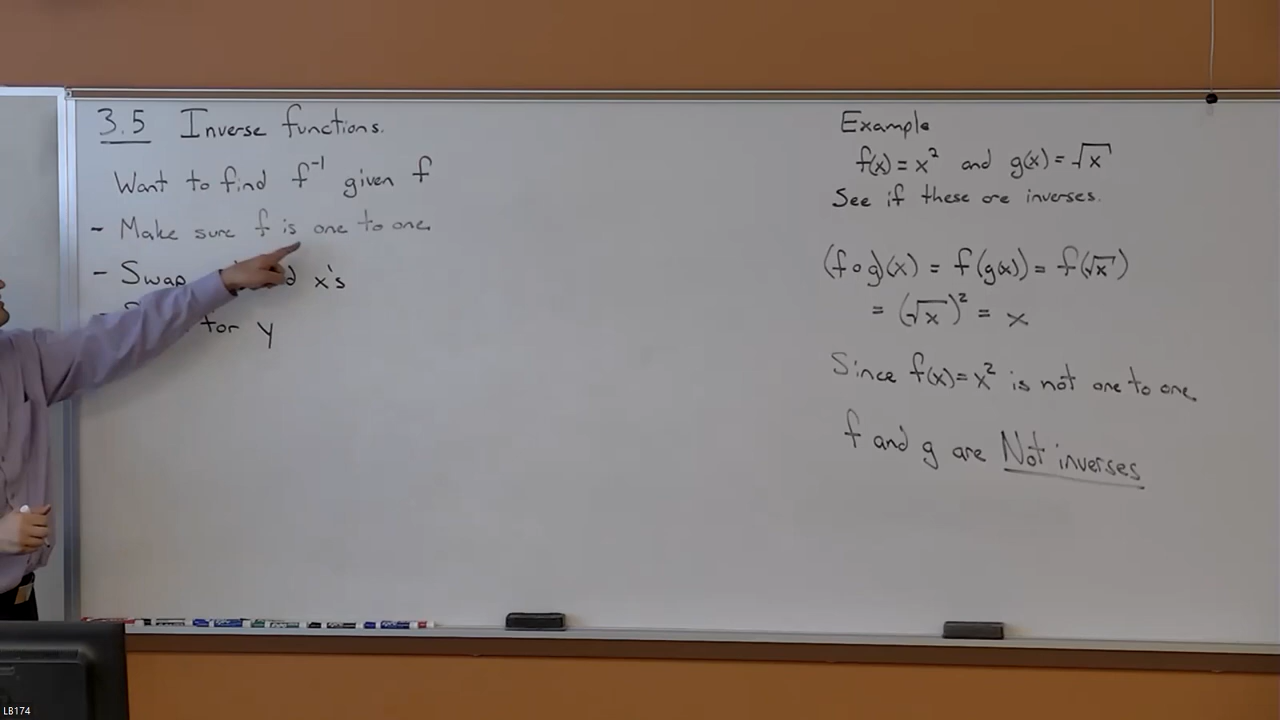 3.5 Inverse functions.
Want to find f⁻¹ given f
- Make sure f is one to one.
- Swap x's
for y
Example
f(x) = x² and g(x) = √x
See if these are inverses.
(f∘g)(x) = f(g(x)) = f(√x)
= (√x)² = x
Since f(x)=x² is not one to one,
f and g are Not inverses
LB174